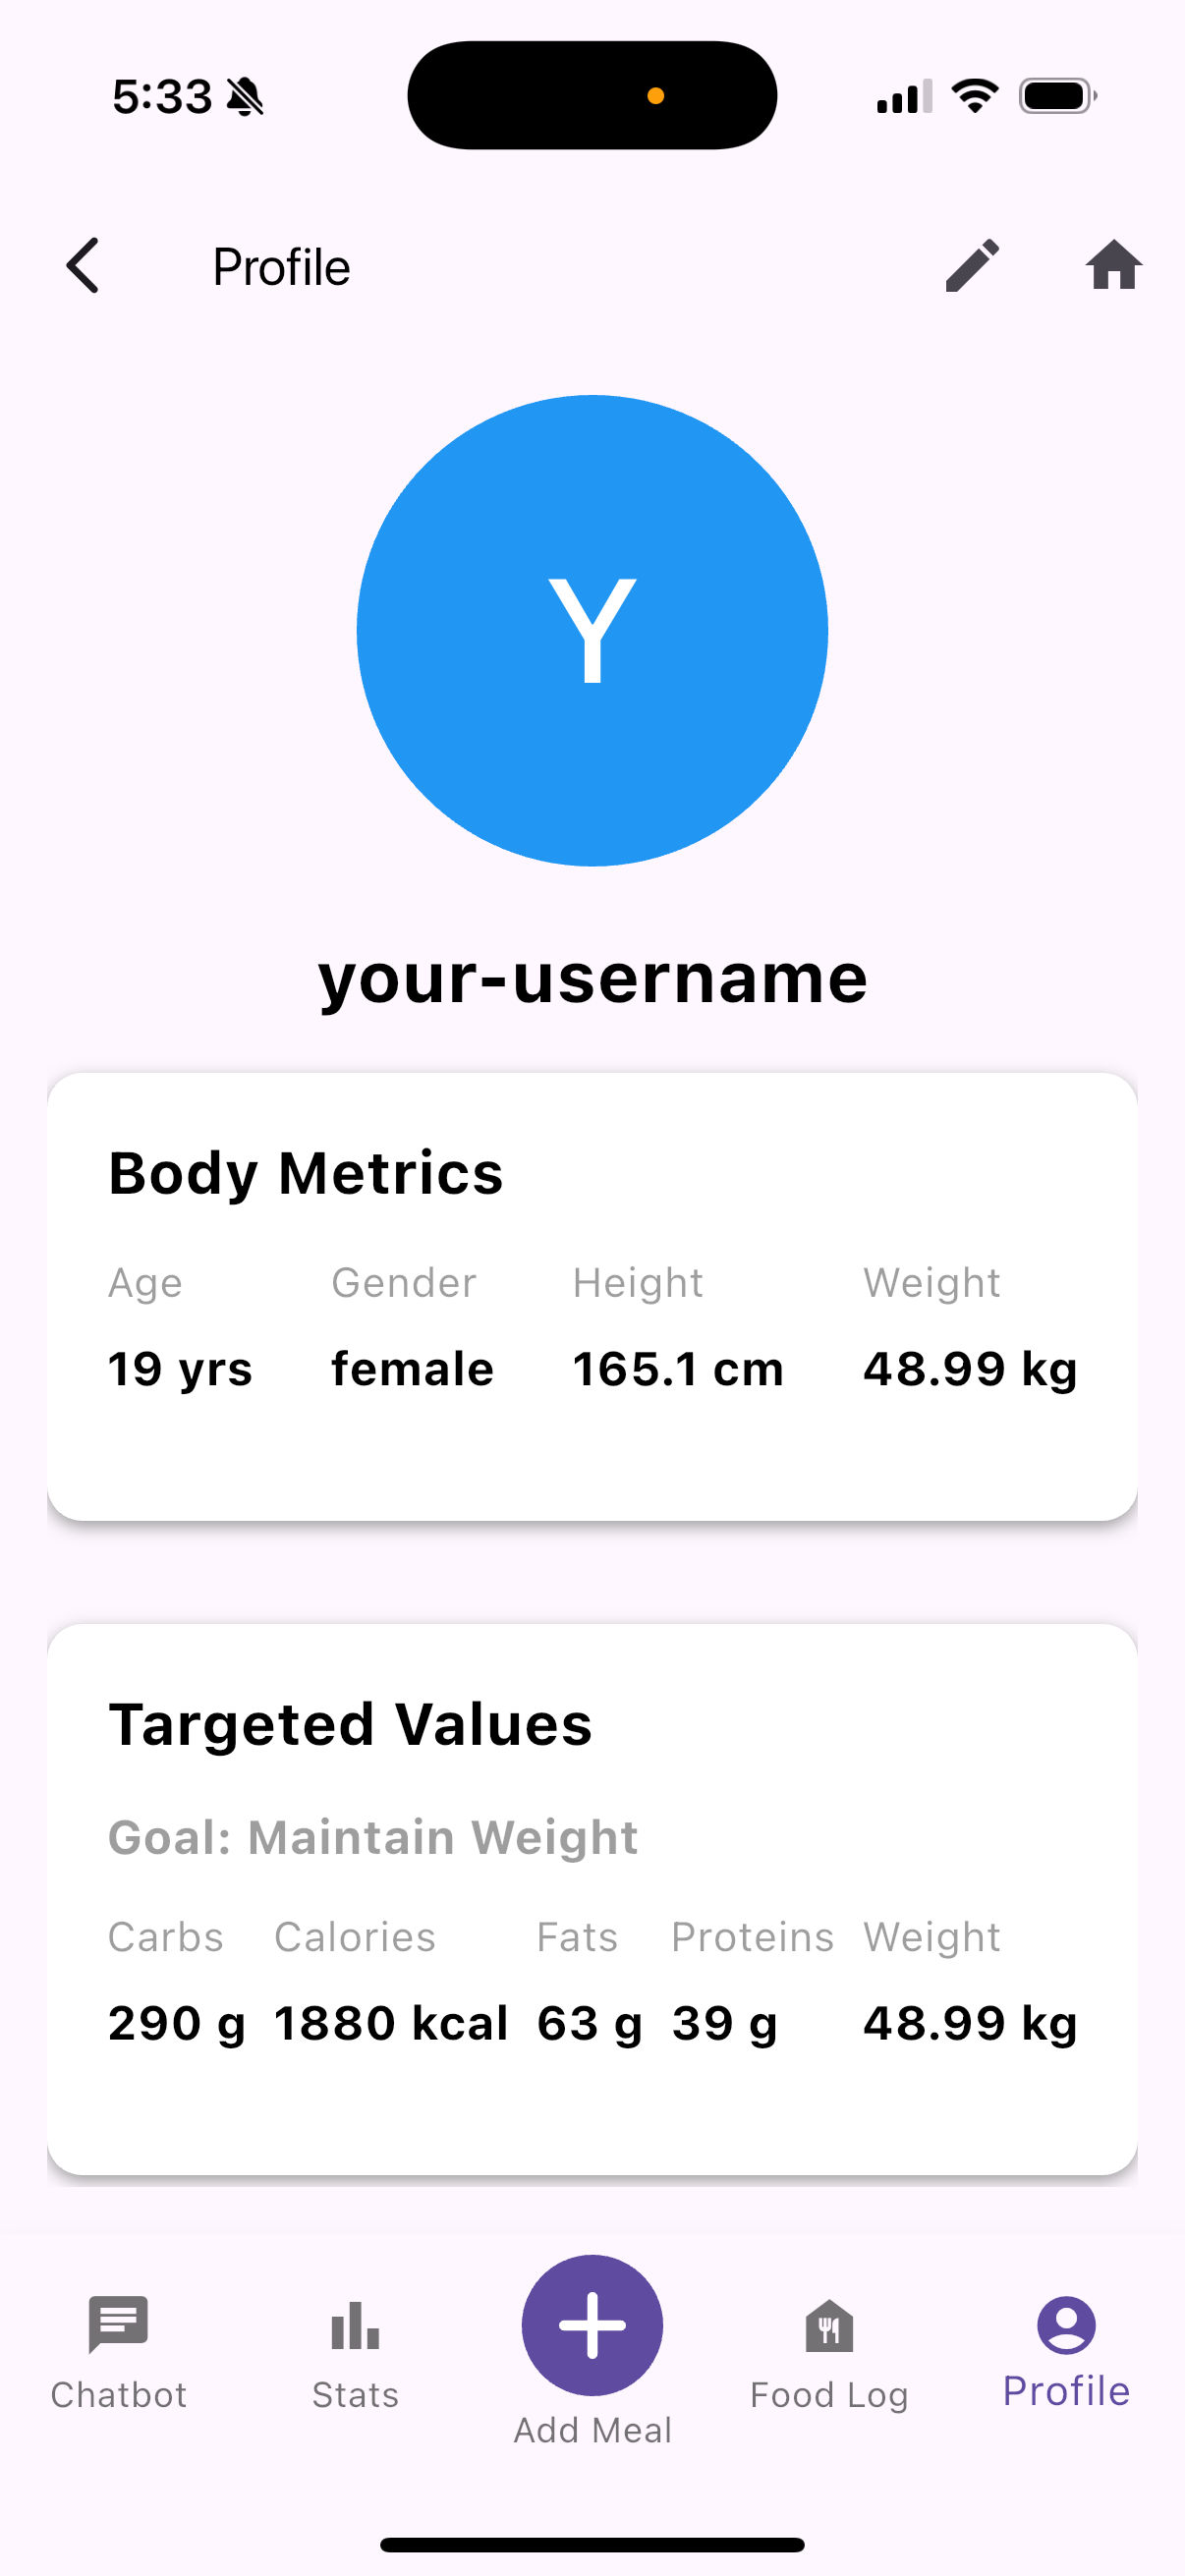 5:33
Profile
Y
your-username
Body Metrics
Age Gender Height Weight
19 yrs female 165.1 cm 48.99 kg
Targeted Values
Goal: Maintain Weight
Carbs Calories Fats Proteins Weight
290 g 1880 kcal 63 g 39 g 48.99 kg
Chatbot Stats Add Meal Food Log Profile